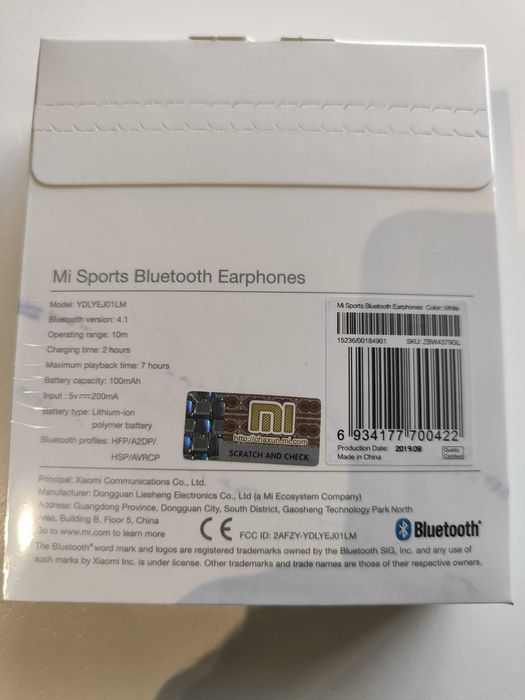 Mi Sports Bluetooth Earphones
Model: YDLYEJ01LM
Bluetooth version: 4.1
Operating range: 10m
Charging time: 2 hours
Maximum playback time: 7 hours
Battery capacity: 100mAh
Input : 5v⎓200mA
Battery type: Lithium-ion
polymer battery
Bluetooth profiles: HFP/A2DP/
HSP/AVRCP
mi
http://chaxun.mi.com
SCRATCH AND CHECK
Mi Sports Bluetooth Earphones Color: White
15236/00184901 SKU: ZBW4379GL
6 934177 700422
Production Date: 2019.08
Made in China
Quality Certified
Principal: Xiaomi Communications Co., Ltd.
Manufacturer: Dongguan Liesheng Electronics Co., Ltd (a Mi Ecosystem Company)
Address: Guangdong Province, Dongguan City, South District, Gaosheng Technology Park North
Area, Building B, Floor 5, China
Go to www.mi.com to learn more
CE FCC ID: 2AFZY-YDLYEJ01LM
Bluetooth®
The Bluetooth® word mark and logos are registered trademarks owned by the Bluetooth SIG, Inc. and any use of
such marks by Xiaomi Inc. is under license. Other trademarks and trade names are those of their respective owners.